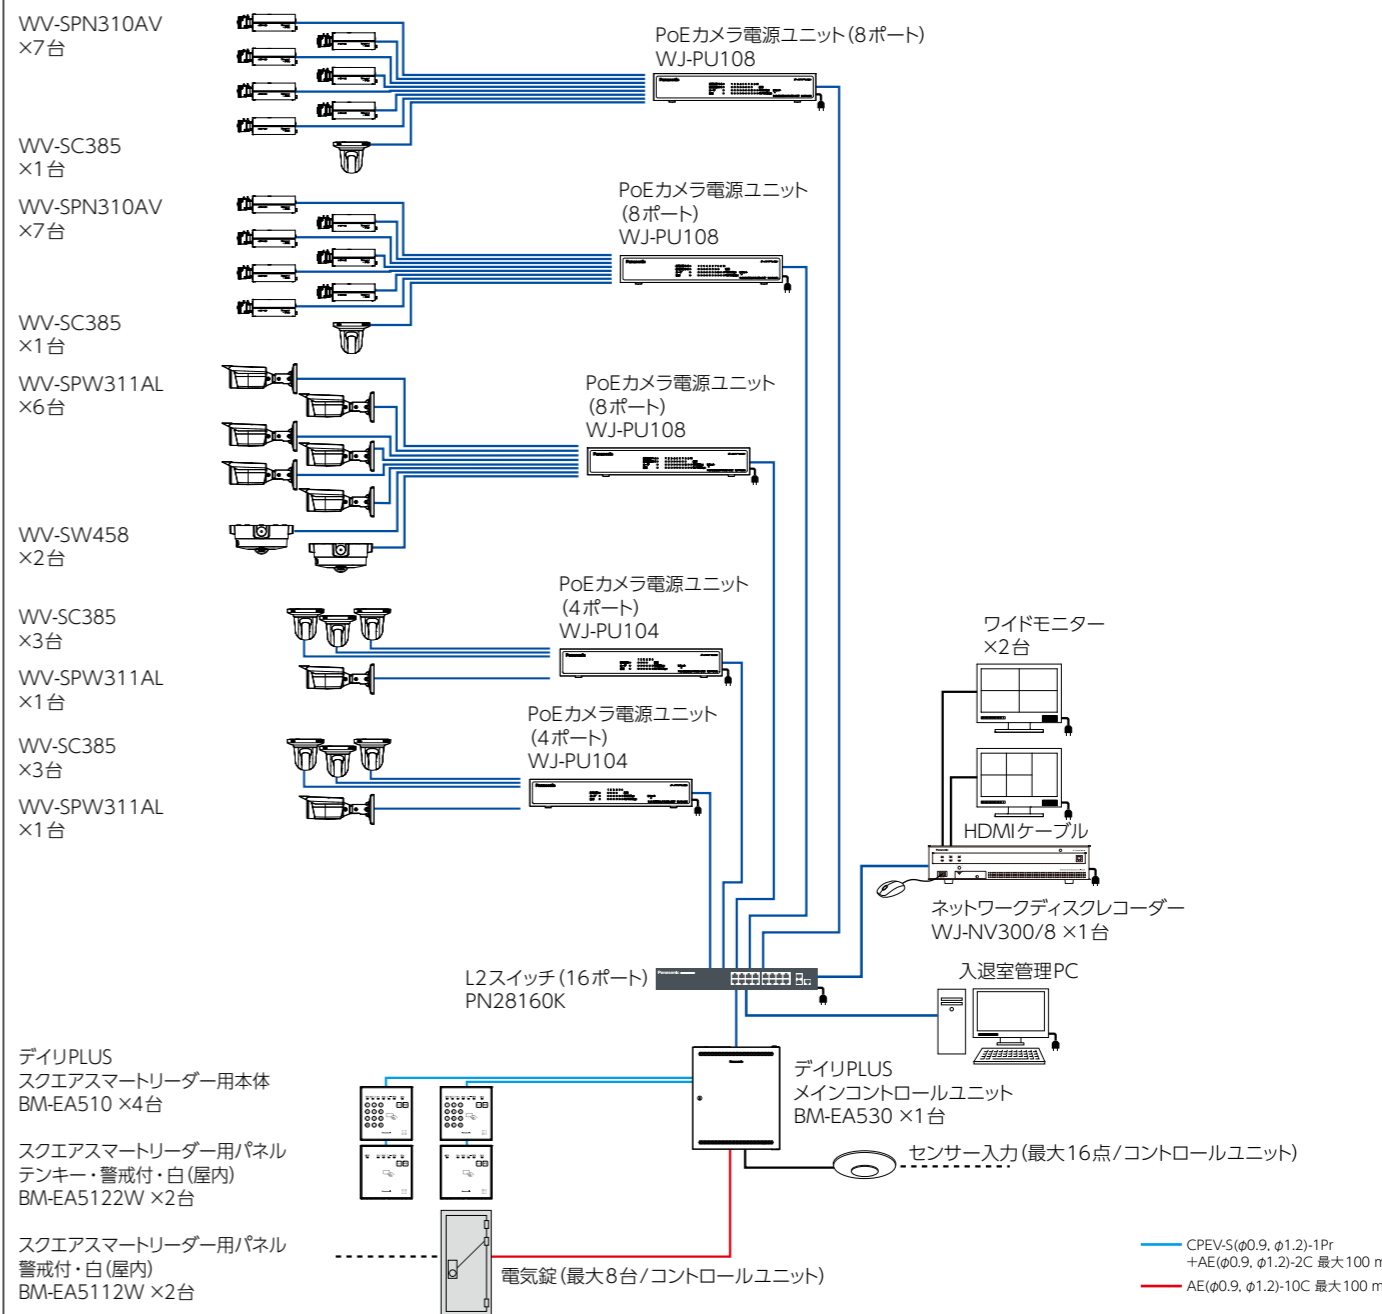 WV-SPN310AV
×7台
WV-SC385
×1台
PoEカメラ電源ユニット(8ポート)
WJ-PU108
WV-SPN310AV
×7台
WV-SC385
×1台
PoEカメラ電源ユニット
(8ポート)
WJ-PU108
WV-SPW311AL
×6台
WV-SW458
×2台
PoEカメラ電源ユニット
(8ポート)
WJ-PU108
WV-SC385
×3台
WV-SPW311AL
×1台
PoEカメラ電源ユニット
(4ポート)
WJ-PU104
WV-SC385
×3台
WV-SPW311AL
×1台
PoEカメラ電源ユニット
(4ポート)
WJ-PU104
ワイドモニター
×2台
HDMIケーブル
ネットワークディスクレコーダー
WJ-NV300/8 ×1台
L2スイッチ(16ポート)
PN28160K
入退室管理PC
デイリPLUS
スクエアスマートリーダー用本体
BM-EA510 ×4台
スクエアスマートリーダー用パネル
テンキー・警戒付・白(屋内)
BM-EA5122W ×2台
スクエアスマートリーダー用パネル
警戒付・白(屋内)
BM-EA5112W ×2台
デイリPLUS
メインコントロールユニット
BM-EA530 ×1台
センサー入力(最大16点/コントロールユニット)
電気錠(最大8台/コントロールユニット)
CPEV-S(φ0.9, φ1.2)-1Pr
+AE(φ0.9, φ1.2)-2C 最大100 m
AE(φ0.9, φ1.2)-10C 最大100 m